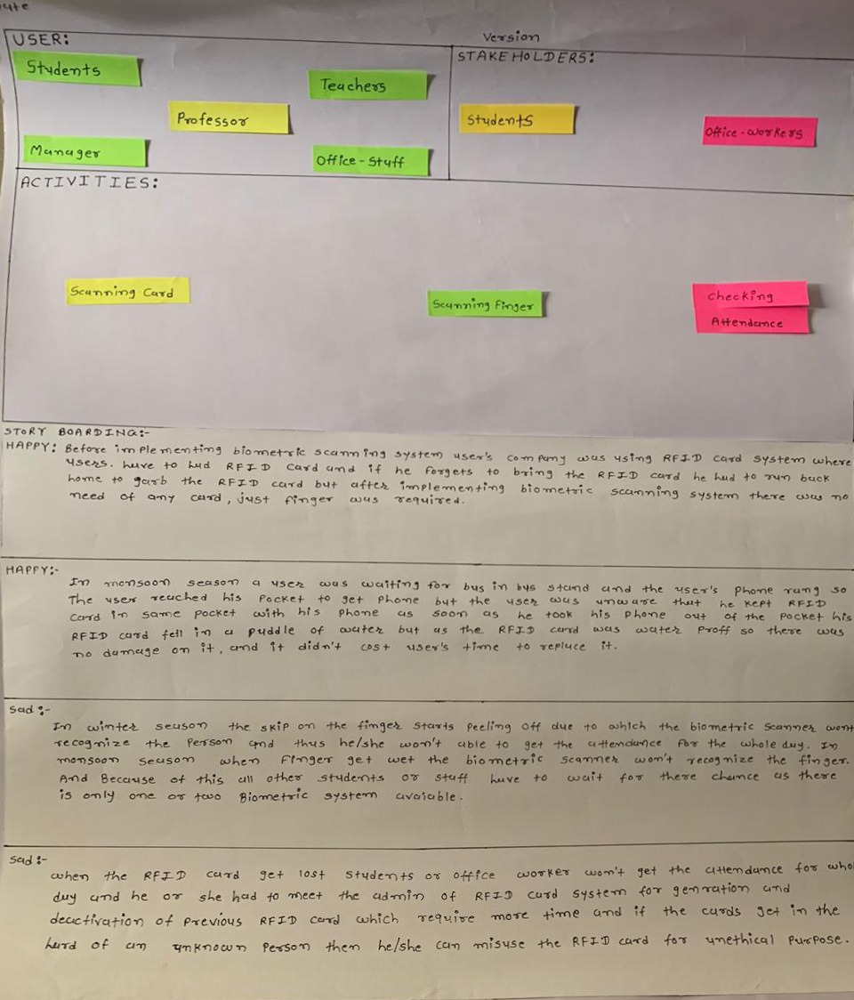 USER:
Version
STAKEHOLDERS:
Students
Teachers
Professor
Manager
Office-Staff
Students
Office-workers
ACTIVITIES:
Scanning Card
Scanning Finger
Checking
Attendance
STORY BOARDING:-
HAPPY: Before implementing biometric scanning system user's company was using RFID card system where
users. have to had RFID card and if he forgets to bring the RFID card he had to run back
home to garb the RFID card but after implementing biometric scanning system there was no
need of any card, just finger was required.
HAPPY:-
In monsoon season a user was waiting for bus in bus stand and the user's phone rang so
The user reached his Pocket to get Phone but the user was unware that he kept RFID
Card in same pocket with his phone as soon as he took his phone out of the pocket his
RFID card fell in a puddle of water but as the RFID card was water Proff so there was
no damage on it, and it didn't cost user's time to replace it.
Sad :-
In winter season the skip on the finger starts peeling off due to which the biometric scanner wont
recognize the Person and thus he/she won't able to get the attendance for the whole day. In
monsoon season when finger get wet the biometric scanner won't recognize the finger.
And Because of this all other students or staff have to wait for there chance as there
is only one or two Biometric system avaiable.
Sad :-
when the RFID card get lost students or office worker won't get the attendance for who
day and he or she had to meet the admin of RFID card system for genration and
decactivation of previous RFID card which require more time and if the cards get in the
hand of an unknown Person then he/she can misuse the RFID card for unethical purpose.